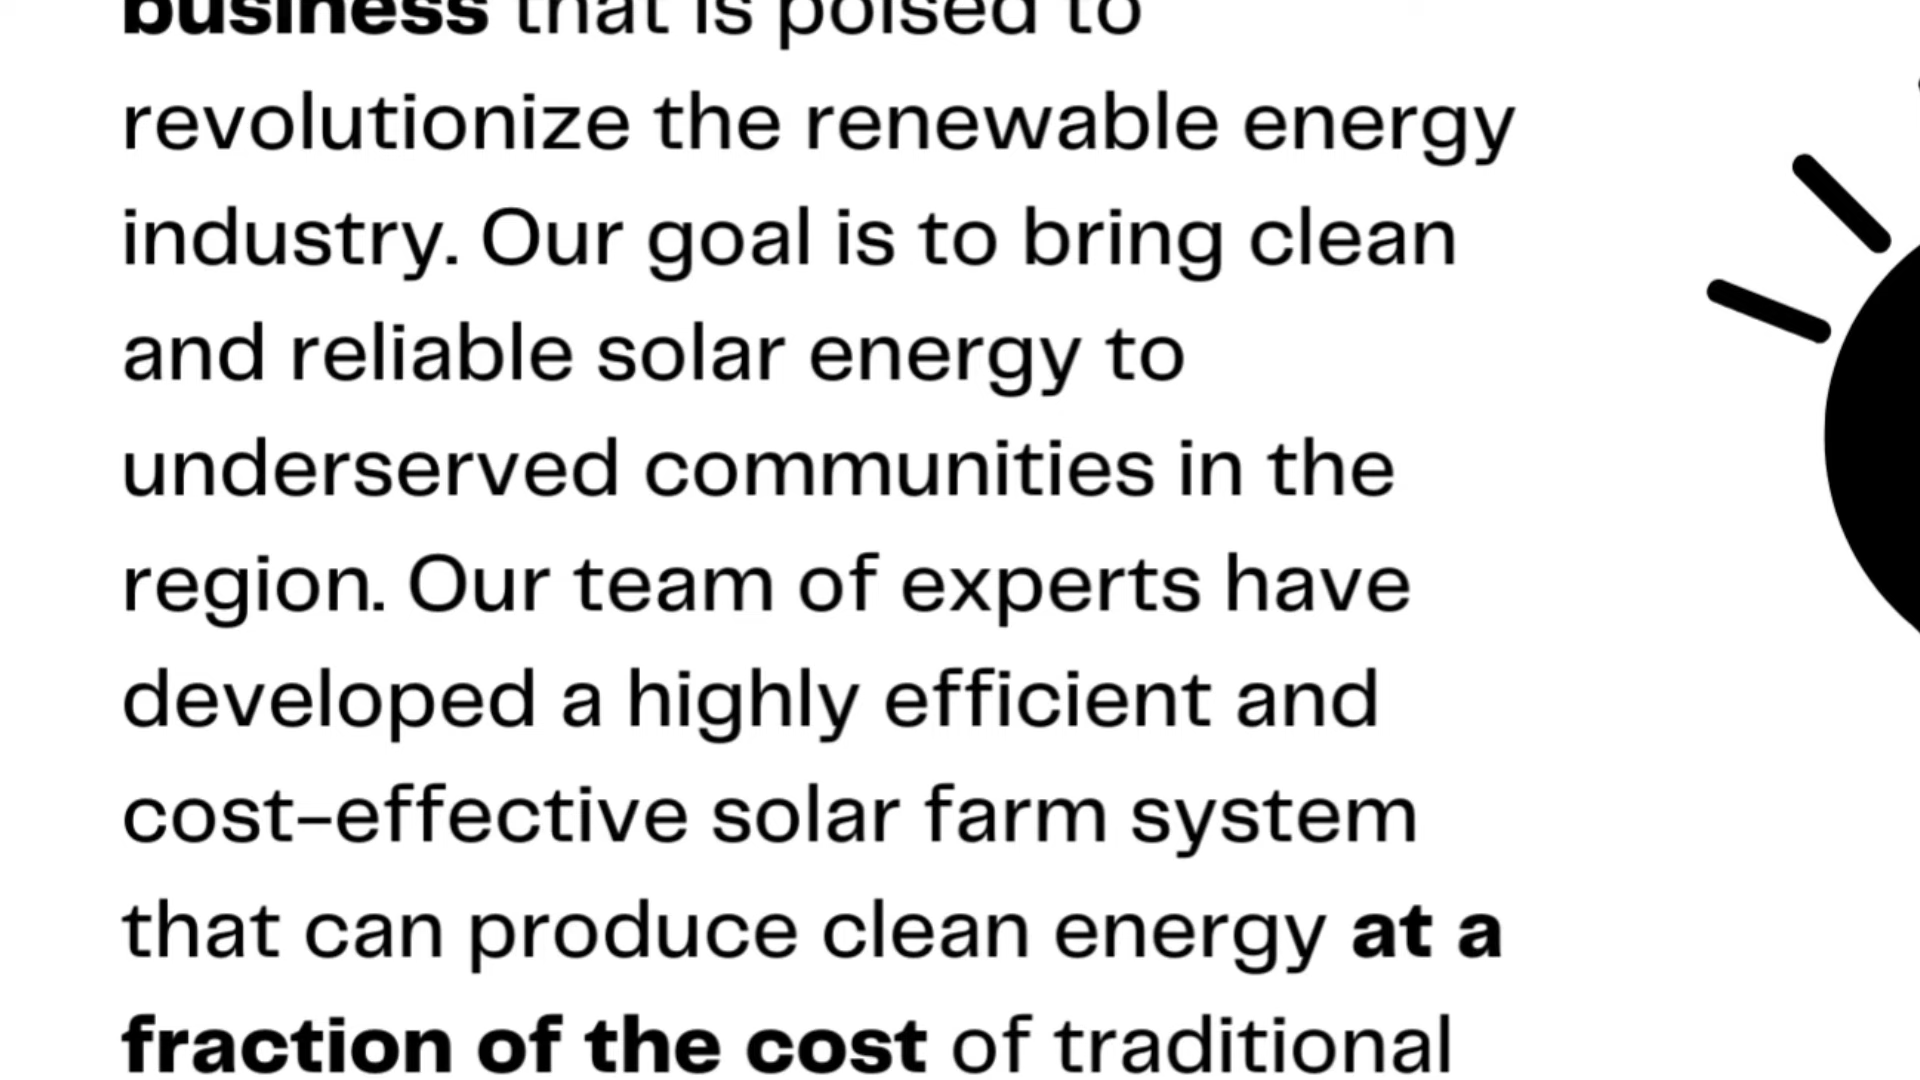 business that is poised to
revolutionize the renewable energy
industry. Our goal is to bring clean
and reliable solar energy to
underserved communities in the
region. Our team of experts have
developed a highly efficient and
cost-effective solar farm system
that can produce clean energy at a
fraction of the cost of traditional